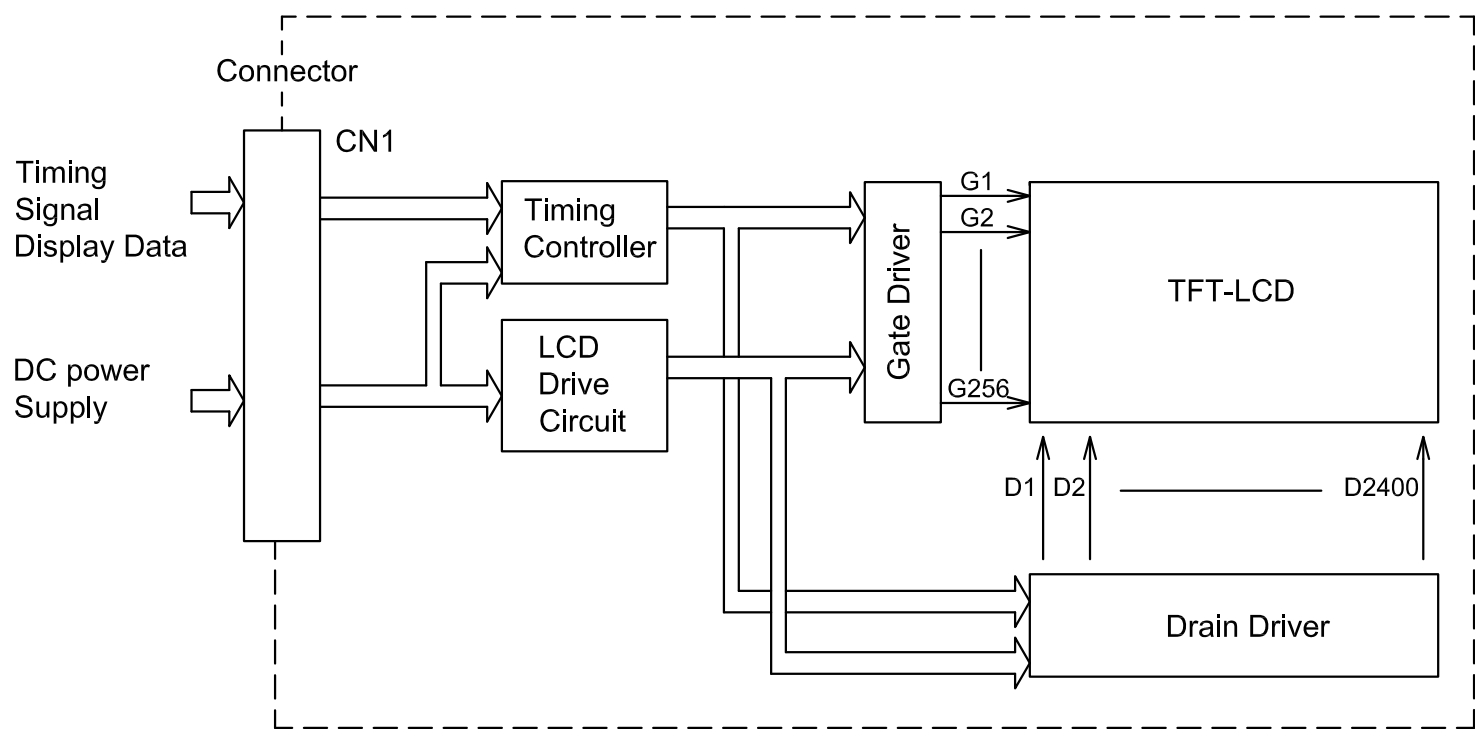 Connector
CN1
Timing
Signal
Display Data
DC power
Supply
Timing
Controller
LCD
Drive
Circuit
Gate Driver
G1
G2
G256
TFT-LCD
D1
D2
D2400
Drain Driver